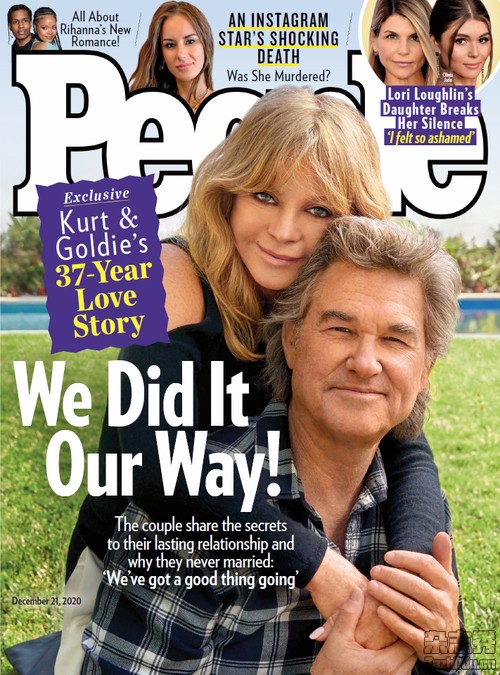 All About
Rihanna's New
Romance!
AN INSTAGRAM
STAR'S SHOCKING
DEATH
Was She Murdered?
Olivia
Jade
Lori Loughlin's
Daughter Breaks
Her Silence
'I felt so ashamed'
People
Exclusive
Kurt &
Goldie's
37-Year
Love
Story
We Did It
Our Way!
The couple share the secrets
to their lasting relationship and
why they never married:
'We've got a good thing going'
December 21, 2020